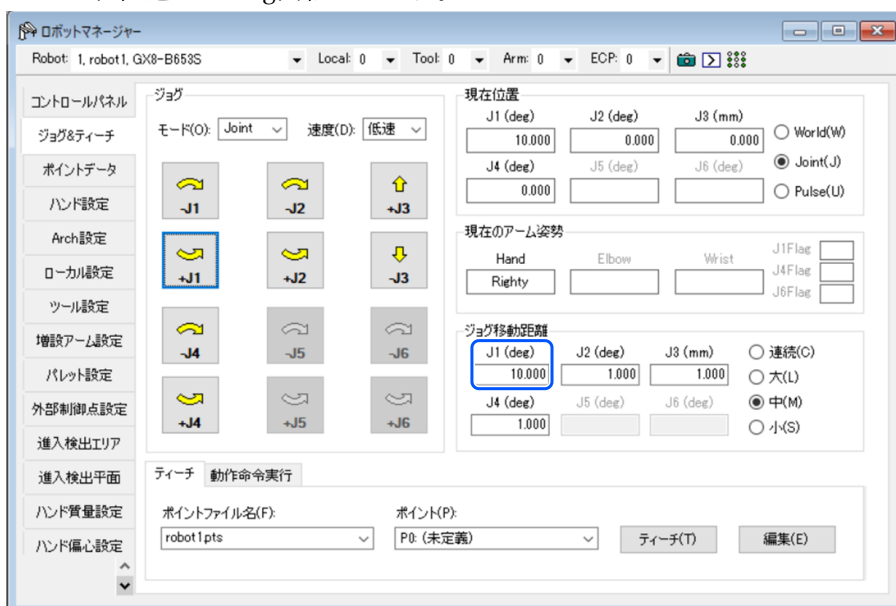 ロボットマネージャー
Robot: 1, robot1, GX8-B653S Local: 0 Tool: 0 Arm: 0 ECP: 0
コントロールパネル
ジョグ&ティーチ
ポイントデータ
ハンド設定
Arch設定
ローカル設定
ツール設定
増設アーム設定
パレット設定
外部制御点設定
進入検出エリア
進入検出平面
ハンド質量設定
ハンド偏心設定
ジョグ
モード(O): Joint 速度(D): 低速
-J1 -J2 +J3
+J1 +J2 -J3
-J4 -J5 -J6
+J4 +J5 +J6
現在位置
J1 (deg) J2 (deg) J3 (mm)
10.000 0.000 0.000
J4 (deg) J5 (deg) J6 (deg)
0.000
World(W)
Joint(J)
Pulse(U)
現在のアーム姿勢
Hand Elbow Wrist
Righty
J1Flag
J4Flag
J6Flag
ジョグ移動距離
J1 (deg) J2 (deg) J3 (mm)
10.000 1.000 1.000
J4 (deg) J5 (deg) J6 (deg)
1.000
連続(C)
大(L)
中(M)
小(S)
ティーチ 動作命令実行
ポイントファイル名(F): ポイント(P):
robot1.pts P0: (未定義) ティーチ(T) 編集(E)